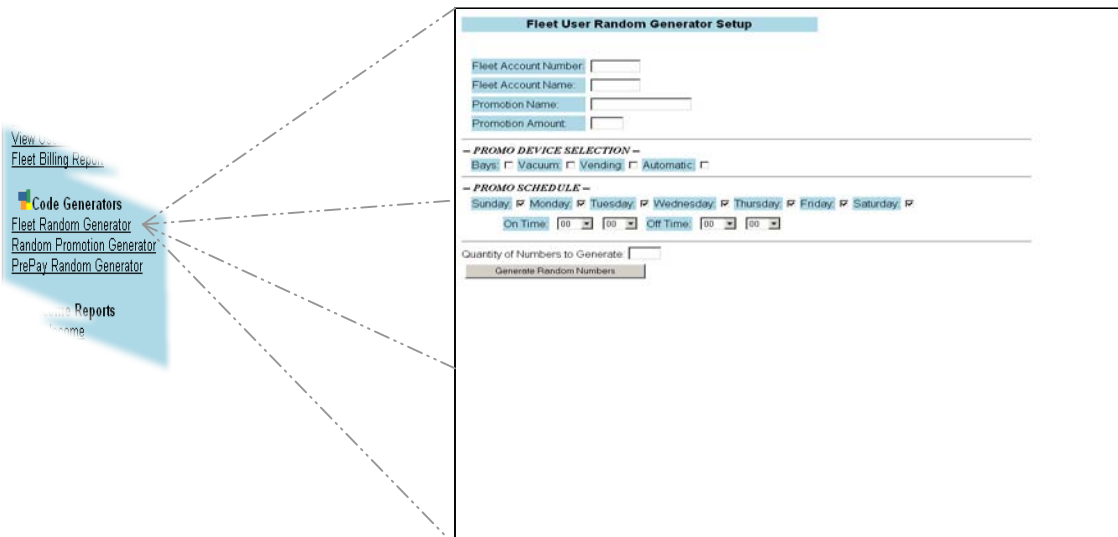 View
Fleet Billing Repor
Code Generators
Fleet Random Generator
Random Promotion Generator
PrePay Random Generator
Reports
Fleet User Random Generator Setup
Fleet Account Number:
Fleet Account Name:
Promotion Name:
Promotion Amount:
– PROMO DEVICE SELECTION –
Bays: Vacuum: Vending: Automatic:
– PROMO SCHEDULE –
Sunday: Monday: Tuesday: Wednesday: Thursday: Friday: Saturday:
On Time: 00 00 Off Time: 00 00
Quantity of Numbers to Generate:
Generate Random Numbers